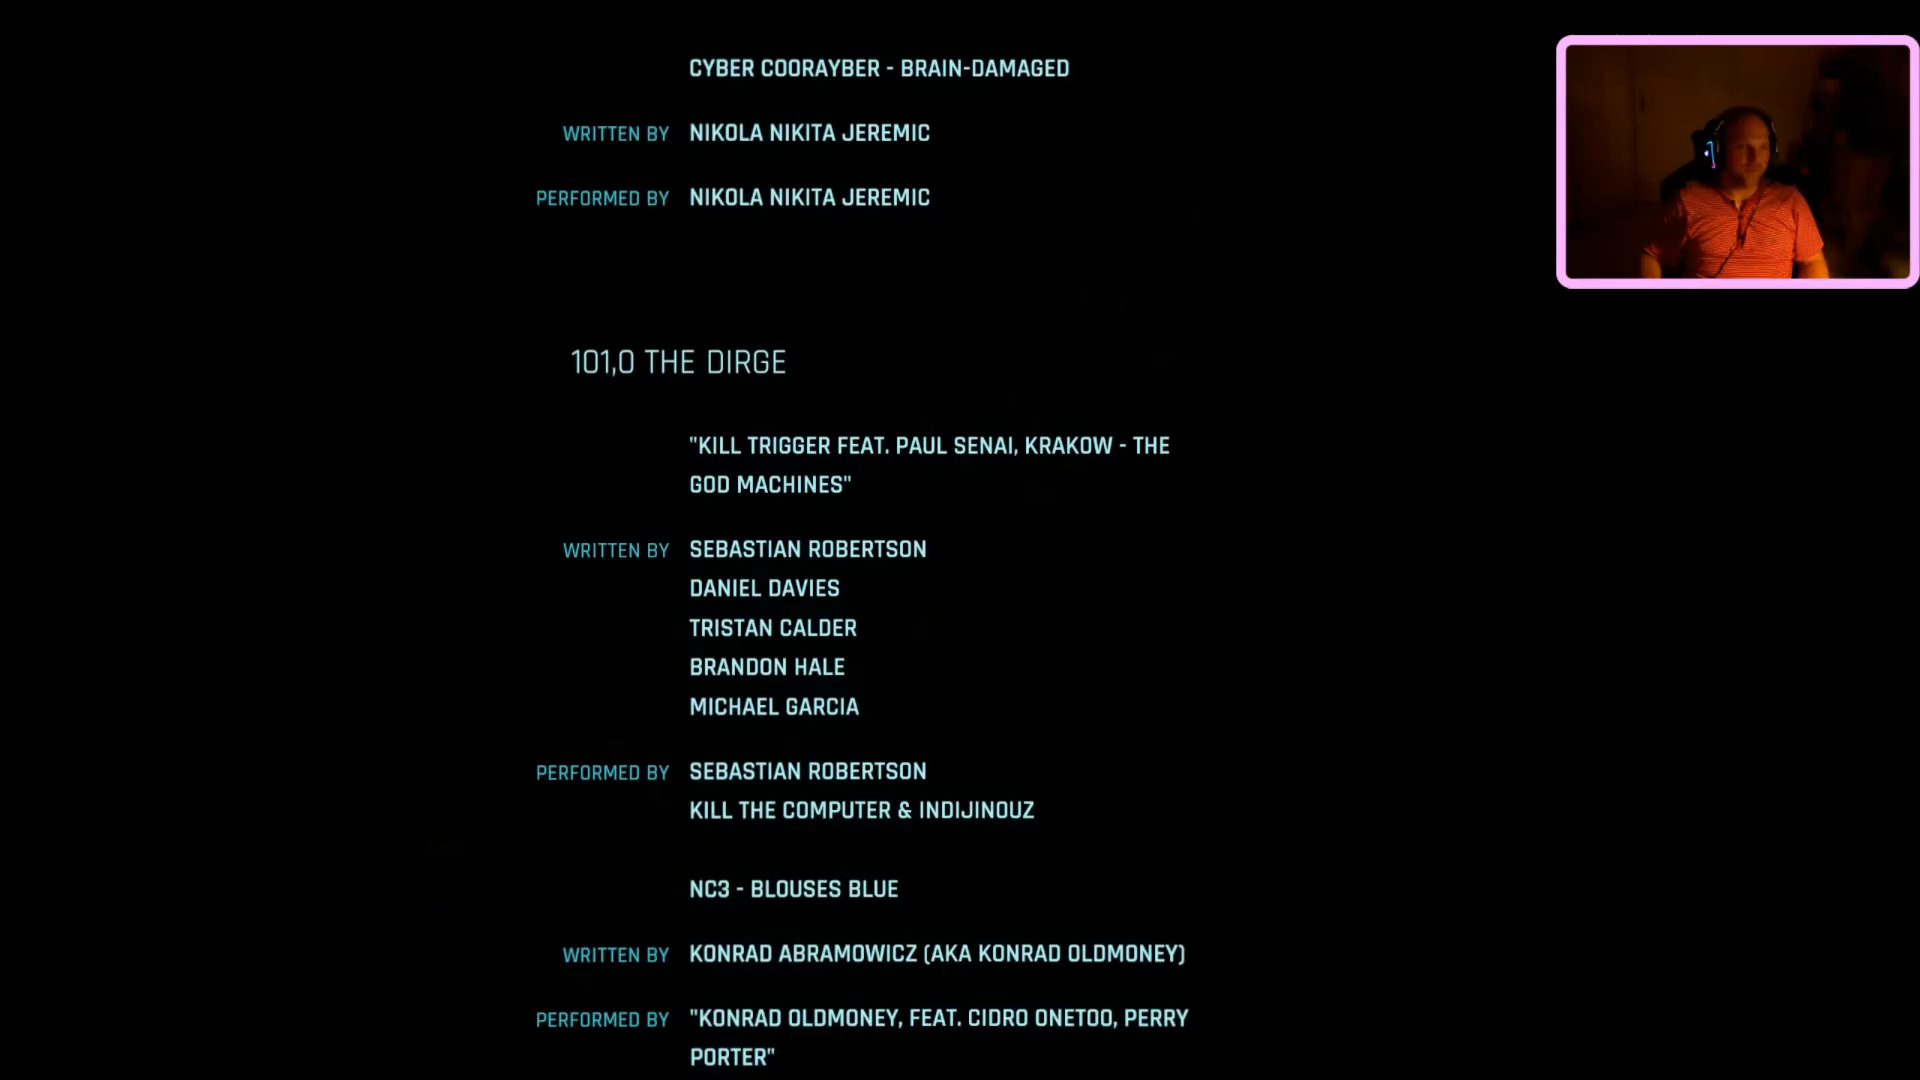 CYBER COORAYBER - BRAIN-DAMAGED
WRITTEN BY NIKOLA NIKITA JEREMIC
PERFORMED BY NIKOLA NIKITA JEREMIC
101,0 THE DIRGE
"KILL TRIGGER FEAT. PAUL SENAI, KRAKOW - THE
GOD MACHINES"
WRITTEN BY SEBASTIAN ROBERTSON
DANIEL DAVIES
TRISTAN CALDER
BRANDON HALE
MICHAEL GARCIA
PERFORMED BY SEBASTIAN ROBERTSON
KILL THE COMPUTER & INDIJINOUZ
NC3 - BLOUSES BLUE
WRITTEN BY KONRAD ABRAMOWICZ (AKA KONRAD OLDMONEY)
PERFORMED BY "KONRAD OLDMONEY, FEAT. CIDRO ONETOO, PERRY
PORTER"